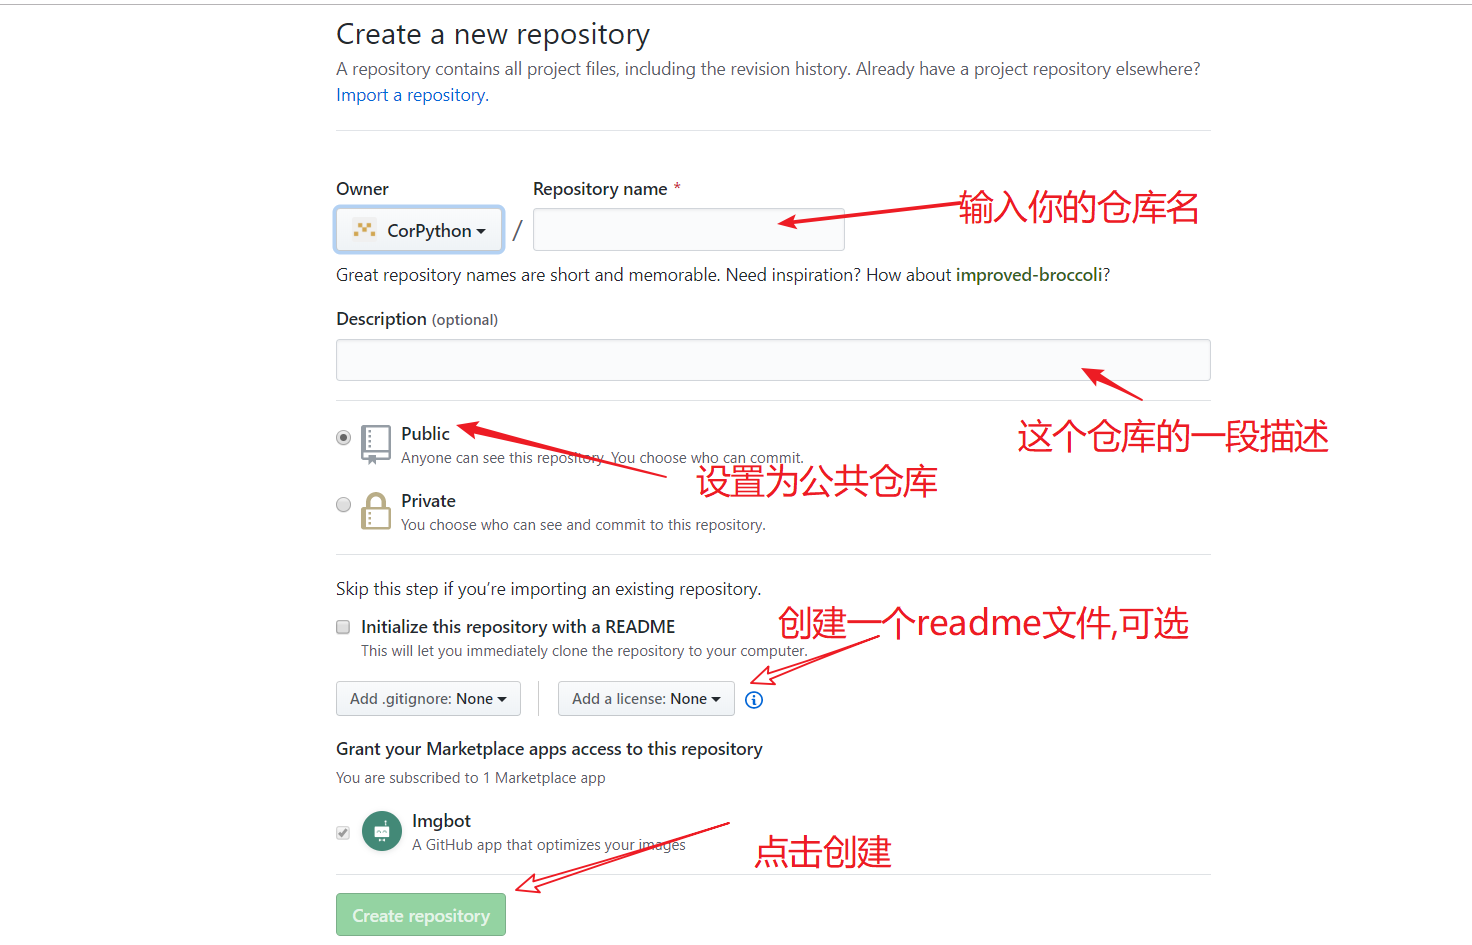 Create a new repository
A repository contains all project files, including the revision history. Already have a project repository elsewhere?
Import a repository.
Owner
Repository name *
输入你的仓库名
CorPython
/
Great repository names are short and memorable. Need inspiration? How about improved-broccoli?
Description (optional)
这个仓库的一段描述
Public
Anyone can see this repository. You choose who can commit.
设置为公共仓库
Private
You choose who can see and commit to this repository.
Skip this step if you’re importing an existing repository.
创建一个readme文件,可选
Initialize this repository with a README
This will let you immediately clone the repository to your computer.
Add .gitignore: None
Add a license: None
Grant your Marketplace apps access to this repository
You are subscribed to 1 Marketplace app
Imgbot
A GitHub app that optimizes your images
点击创建
Create repository